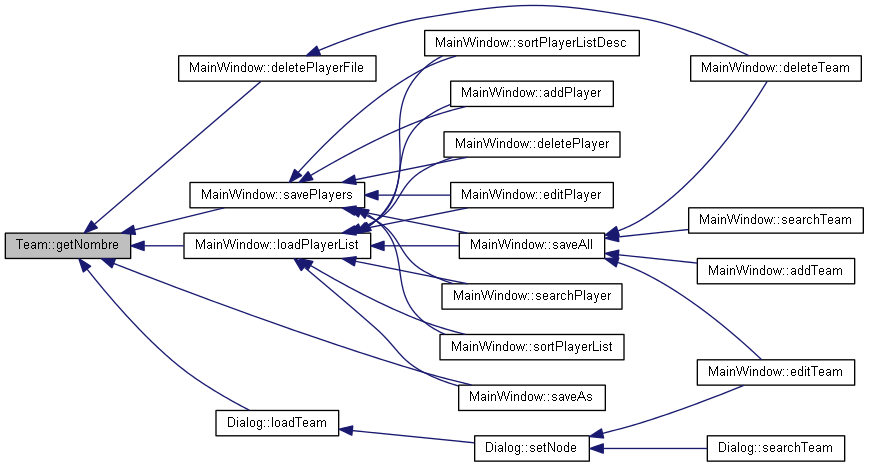 MainWindow::sortPlayerListDesc
MainWindow::deletePlayerFile
MainWindow::deleteTeam
MainWindow::addPlayer
MainWindow::deletePlayer
MainWindow::savePlayers
MainWindow::editPlayer
MainWindow::searchTeam
Team::getNombre
MainWindow::loadPlayerList
MainWindow::saveAll
MainWindow::addTeam
MainWindow::searchPlayer
MainWindow::sortPlayerList
MainWindow::editTeam
MainWindow::saveAs
Dialog::loadTeam
Dialog::setNode
Dialog::searchTeam